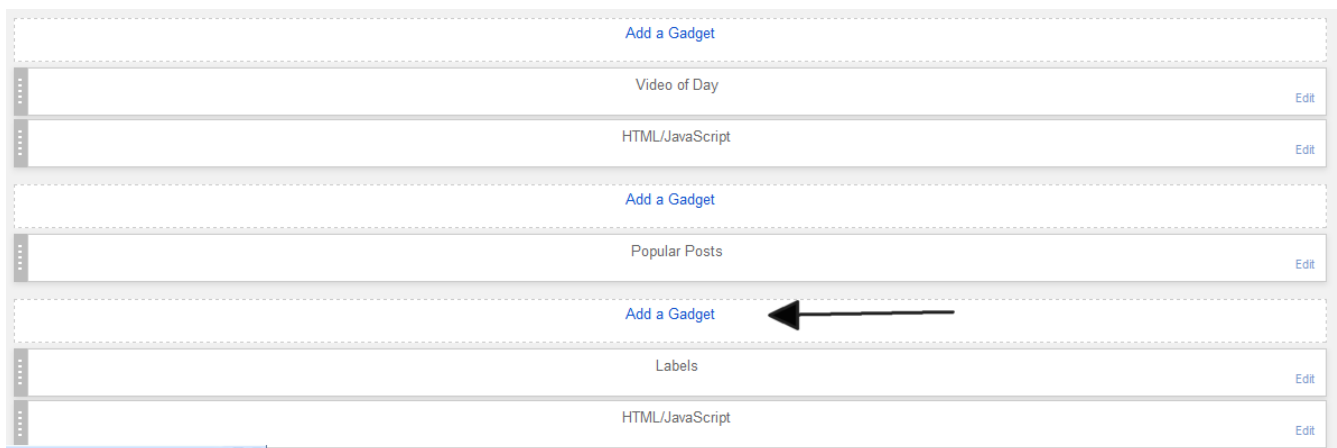 Add a Gadget
Video of Day
Edit
HTML/JavaScript
Edit
Add a Gadget
Popular Posts
Edit
Add a Gadget
Labels
Edit
HTML/JavaScript
Edit